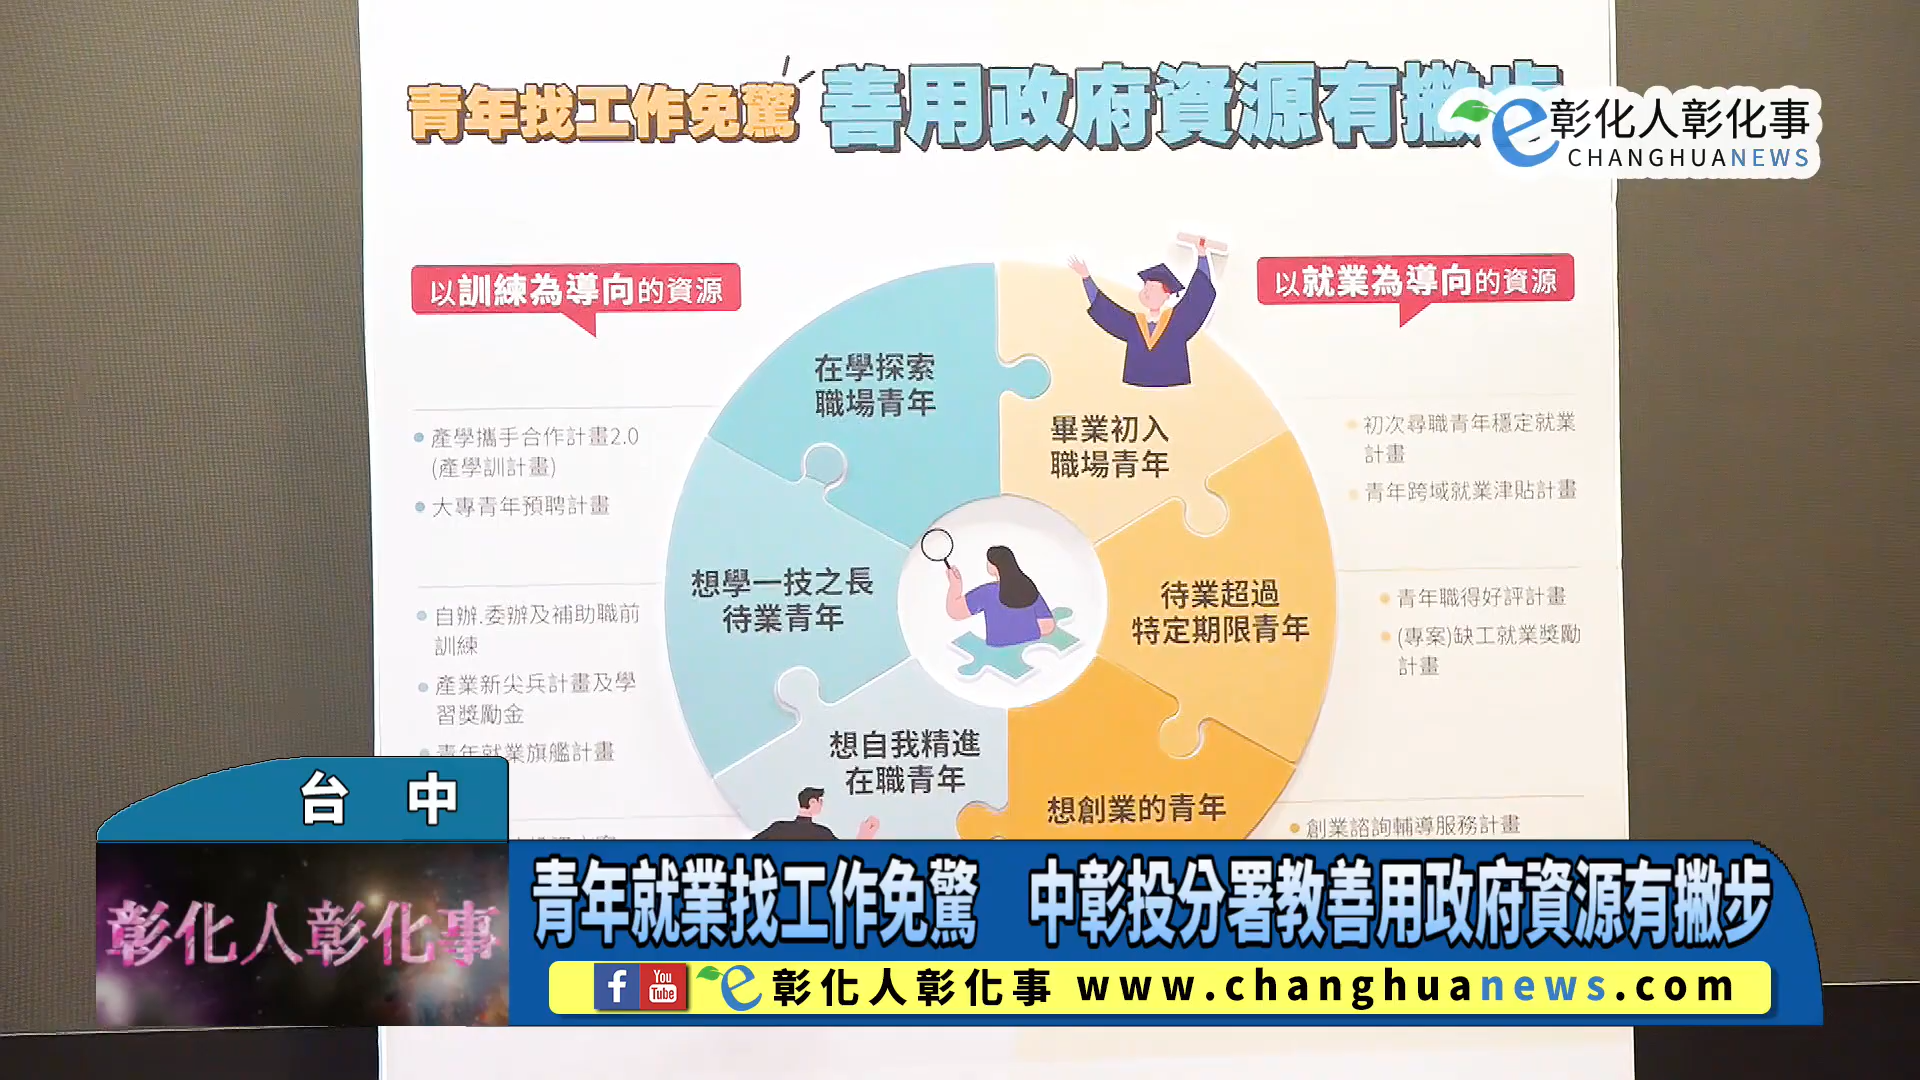 青年找工作免驚 善用政府資源有撇步
彰化人彰化事
CHANGHUANEWS
以訓練為導向的資源
以就業為導向的資源
在學探索
職場青年
畢業初入
職場青年
產學攜手合作計畫2.0
(產學訓計畫)
大專青年預聘計畫
初次尋職青年穩定就業
計畫
青年跨域就業津貼計畫
想學一技之長
待業青年
待業超過
特定期限青年
自辦.委辦及補助職前
訓練
產業新尖兵計畫及學
習獎勵金
青年就業旗艦計畫
青年職得好評計畫
(專案)缺工就業獎勵
計畫
想自我精進
在職青年
想創業的青年
創業諮詢輔導服務計畫
台中
彰化人彰化事
青年就業找工作免驚 中彰投分署教善用政府資源有撇步
f You Tube e 彰化人彰化事 www.changhuanews.com